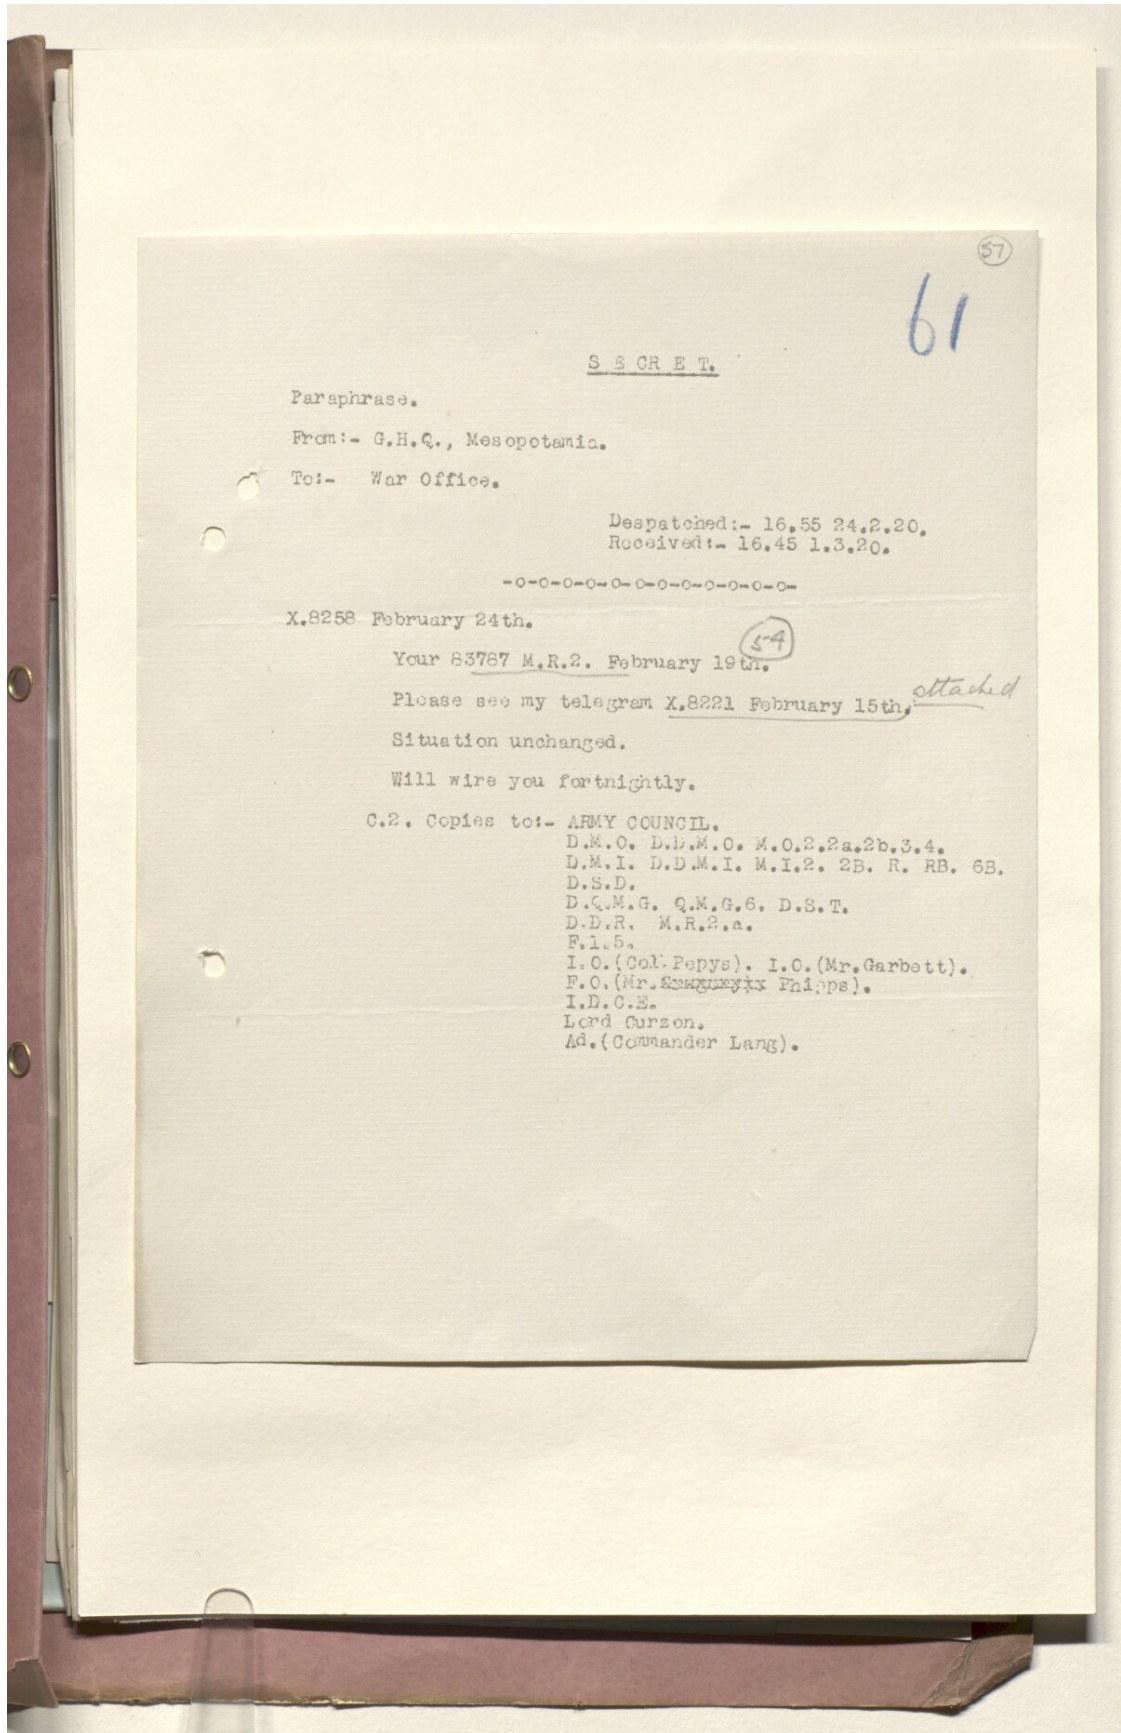 57
61
S E CR E T.
Paraphrase.
From:- G.H.Q., Mesopotamia.
To:- War Office.
Despatched:- 16.55 24.2.20.
Received:- 16.45 1.3.20.
-o-o-o-o-o-o-o-o-o-o-o-o-o-
X.8258 February 24th.
54
Your 83787 M.R.2. February 19th.
Please see my telegram X.8221 February 15th. attached
Situation unchanged.
Will wire you fortnightly.
C.2. Copies to:- ARMY COUNCIL.
D.M.O. D.D.M.O. M.O.2.2a.2b.3.4.
D.M.I. D.D.M.I. M.I.2. 2B. R. RB. 6B.
D.S.D.
D.Q.M.G. Q.M.G.6. D.S.T.
D.D.R. M.R.2.a.
F.1.5.
I.O.(Col. Pepys). I.O.(Mr.Garbett).
F.O.(Mr. Phipps).
I.D.C.E.
Lord Curzon.
Ad.(Commander Lang).